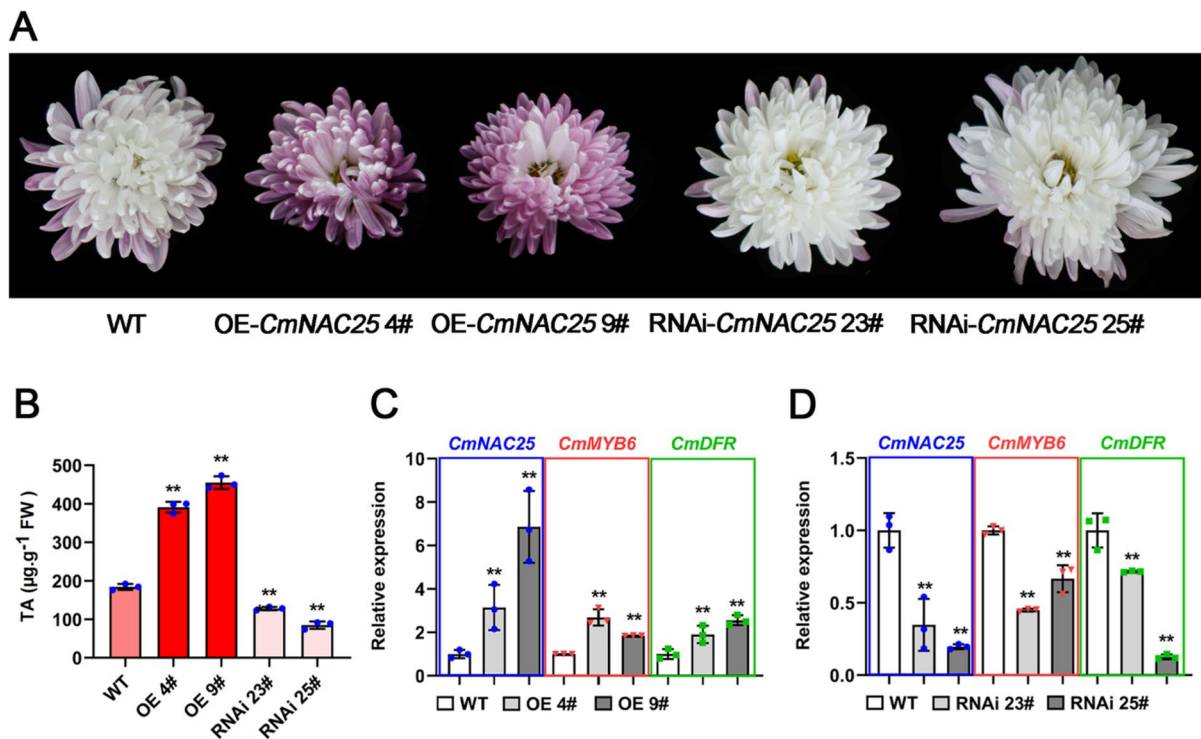 A
WT OE-CmNAC25 4# OE-CmNAC25 9# RNAi-CmNAC25 23# RNAi-CmNAC25 25#
B
TA (µg.g⁻¹ FW)
500
400
300
200
100
0
** ** ** **
WT OE 4# OE 9# RNAi 23# RNAi 25#
C
CmNAC25 CmMYB6 CmDFR
Relative expression
10
8
6
4
2
0
** ** ** ** ** **
WT OE 4# OE 9#
D
CmNAC25 CmMYB6 CmDFR
Relative expression
1.5
1.0
0.5
0.0
** ** ** ** ** **
WT RNAi 23# RNAi 25#